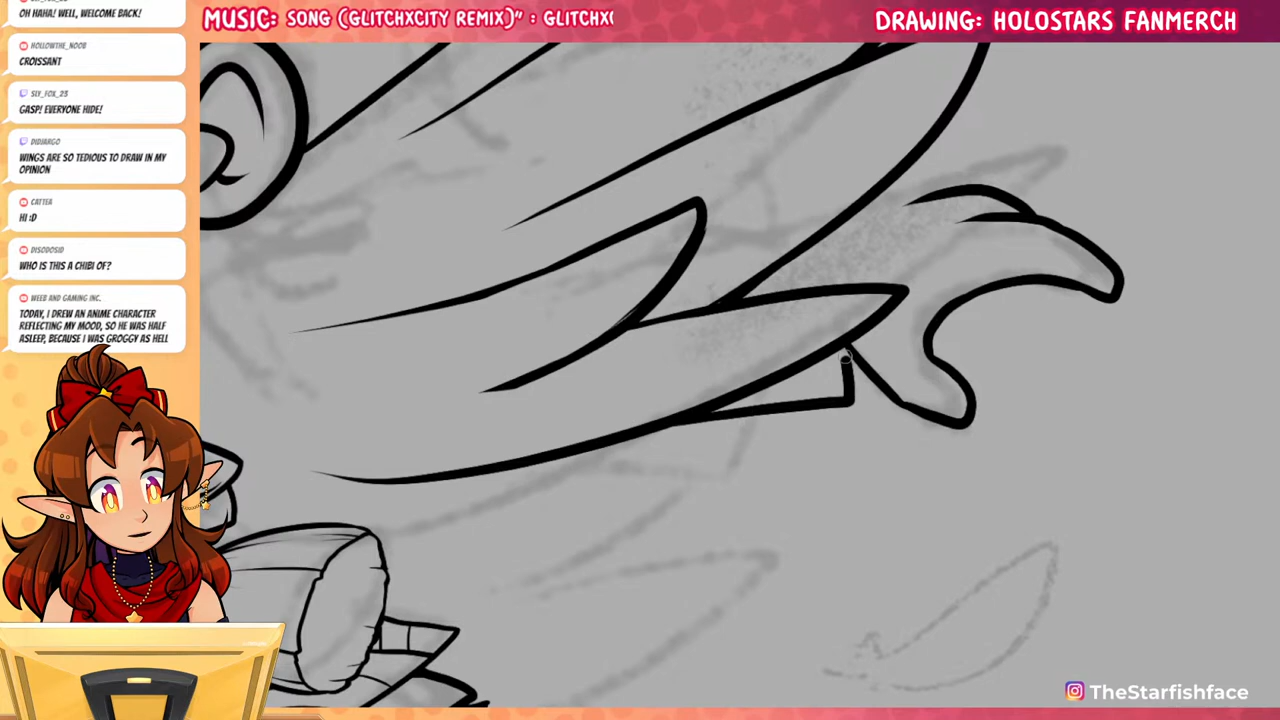 MUSIC: SONG (GLITCHXCITY REMIX)" : GLITCHX(
DRAWING: HOLOSTARS FANMERCH
OH HAHA! WELL, WELCOME BACK!
HOLLOWTHE_NOOB
CROISSANT
SLY_FOX_23
GASP! EVERYONE HIDE!
DIDJARGO
WINGS ARE SO TEDIOUS TO DRAW IN MY
OPINION
CATTEA
HI :D
DISODOSID
WHO IS THIS A CHIBI OF?
WEEB AND GAMING INC.
TODAY, I DREW AN ANIME CHARACTER
REFLECTING MY MOOD, SO HE WAS HALF
ASLEEP, BECAUSE I WAS GROGGY AS HELL
TheStarfishface